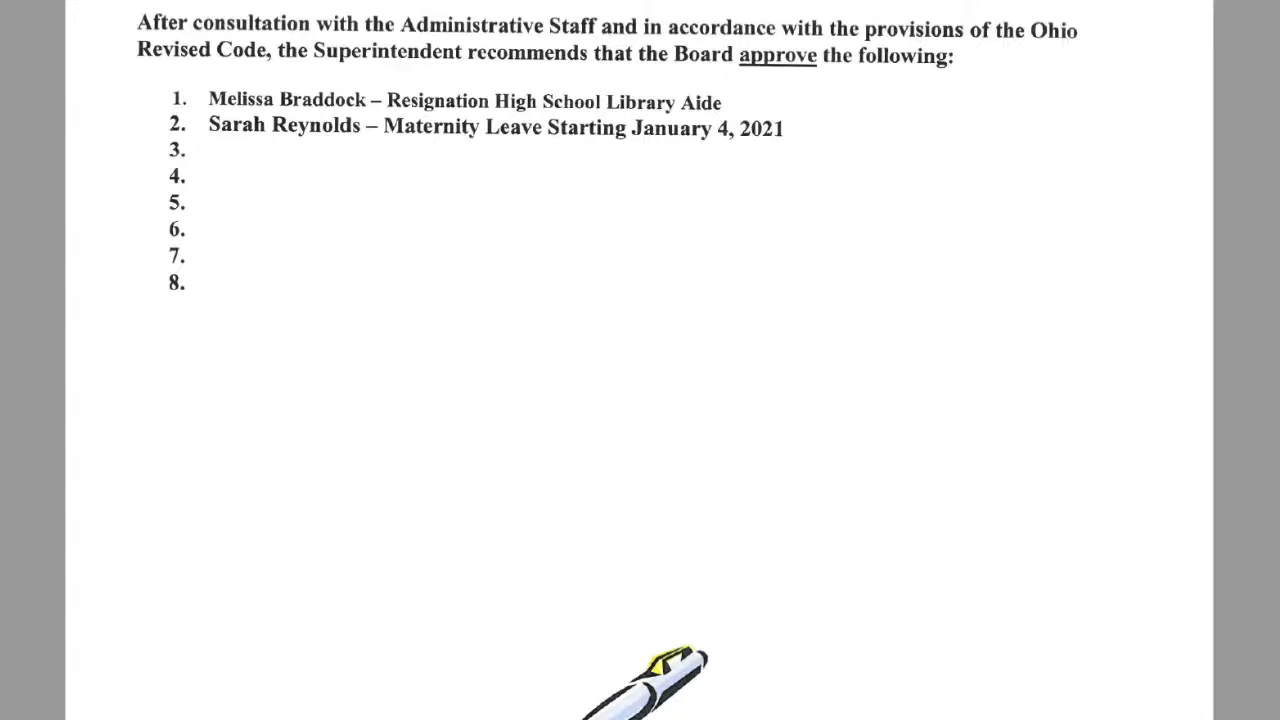 After consultation with the Administrative Staff and in accordance with the provisions of the Ohio
Revised Code, the Superintendent recommends that the Board approve the following:
1. Melissa Braddock – Resignation High School Library Aide
2. Sarah Reynolds – Maternity Leave Starting January 4, 2021
3.
4.
5.
6.
7.
8.